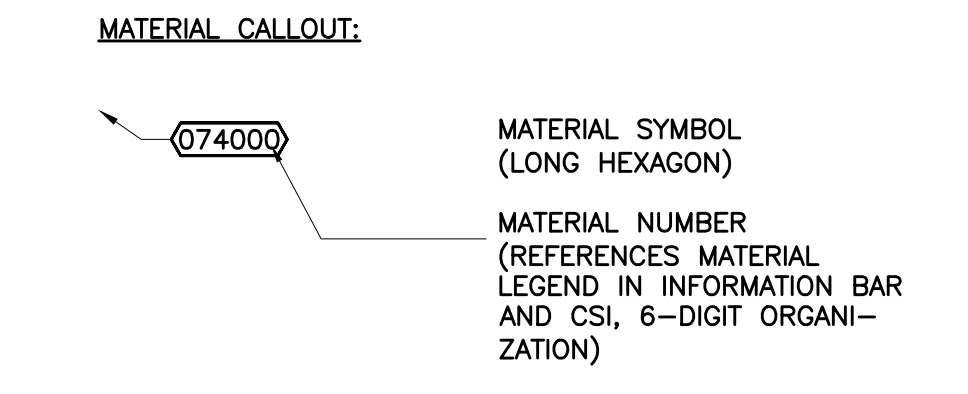 MATERIAL CALLOUT:
074000
MATERIAL SYMBOL
(LONG HEXAGON)
MATERIAL NUMBER
(REFERENCES MATERIAL
LEGEND IN INFORMATION BAR
AND CSI, 6-DIGIT ORGANI-
ZATION)